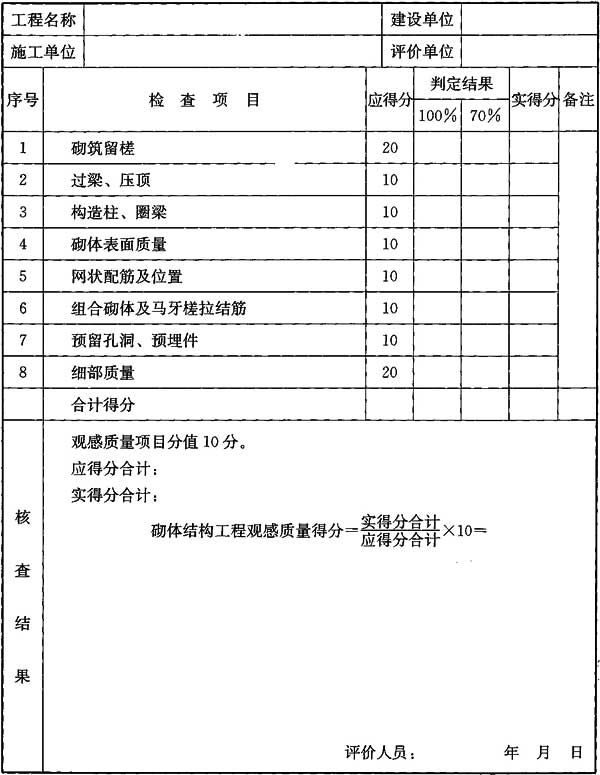 工程名称 建设单位
施工单位 评价单位
序号 检查项目 应得分 判定结果 实得分 备注
100% 70%
1 砌筑留槎 20
2 过梁、压顶 10
3 构造柱、圈梁 10
4 砌体表面质量 10
5 网状配筋及位置 10
6 组合砌体及马牙槎拉结筋 10
7 预留孔洞、预埋件 10
8 细部质量 20
合计得分
核查结果
观感质量项目分值10分。
应得分合计：
实得分合计：
砌体结构工程观感质量得分=实得分合计/应得分合计×10=
评价人员： 年 月 日